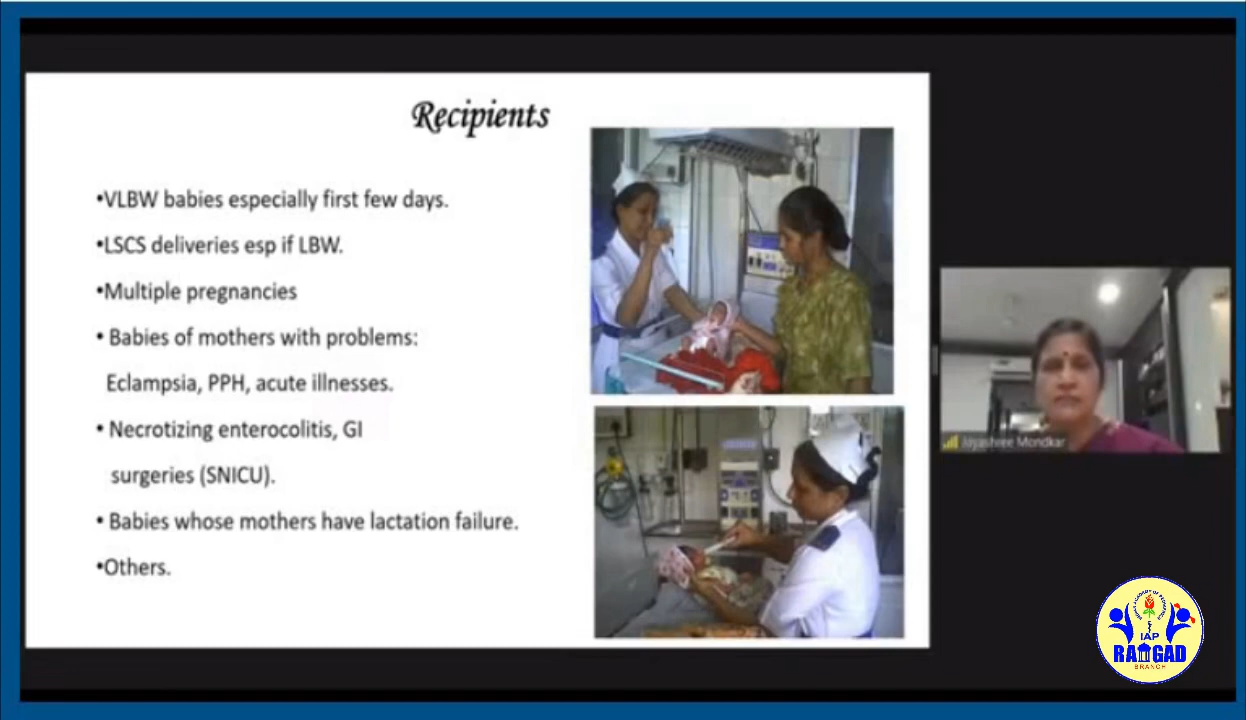 Recipients
•VLBW babies especially first few days.
•LSCS deliveries esp if LBW.
•Multiple pregnancies
• Babies of mothers with problems:
Eclampsia, PPH, acute illnesses.
• Necrotizing enterocolitis, GI
surgeries (SNICU).
• Babies whose mothers have lactation failure.
•Others.
Jayashree Mondkar
IAP
RAIGAD
BRANCH